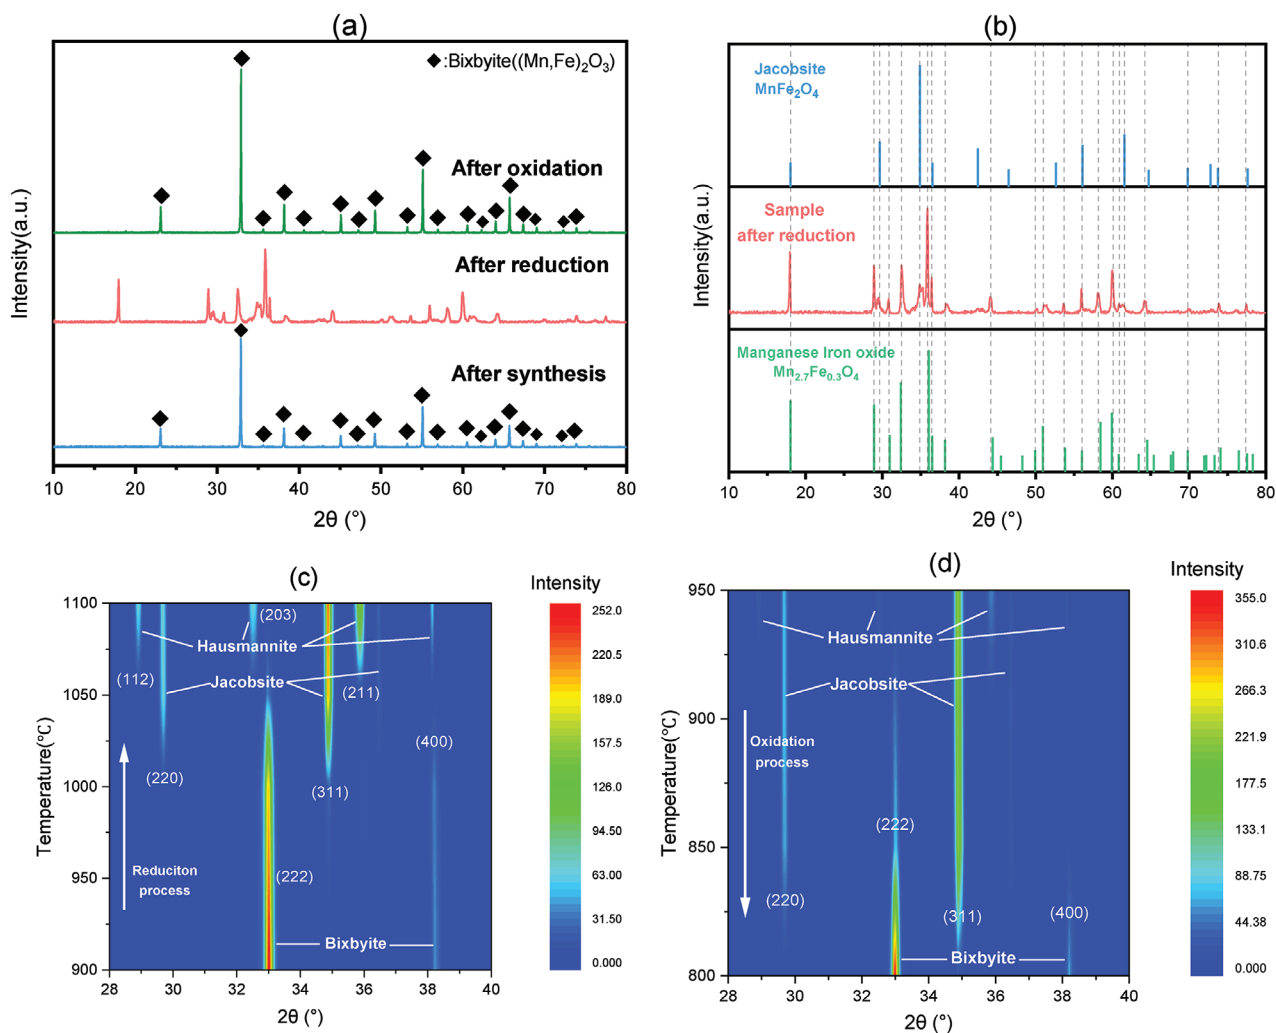 (a)
◆:Bixbyite((Mn,Fe)2O3)
After oxidation
After reduction
After synthesis
Intensity(a.u.)
10 20 30 40 50 60 70 80
2θ (°)
(b)
Jacobsite
MnFe2O4
Sample
after reduction
Manganese Iron oxide
Mn2.7Fe0.3O4
Intensity(a.u.)
10 20 30 40 50 60 70 80
2θ (°)
(c)
Intensity
1100
1050
1000
950
900
Temperature(℃)
(203)
Hausmannite
(112)
Jacobsite
(211)
(400)
(220)
(311)
Reduciton
process
(222)
Bixbyite
28 30 32 34 36 38 40
2θ (°)
252.0
220.5
189.0
157.5
126.0
94.50
63.00
31.50
0.000
(d)
Intensity
950
900
850
800
Temperature(℃)
Hausmannite
Jacobsite
Oxidation
process
(222)
(220)
(311)
(400)
Bixbyite
28 30 32 34 36 38 40
2θ (°)
355.0
310.6
266.3
221.9
177.5
133.1
88.75
44.38
0.000